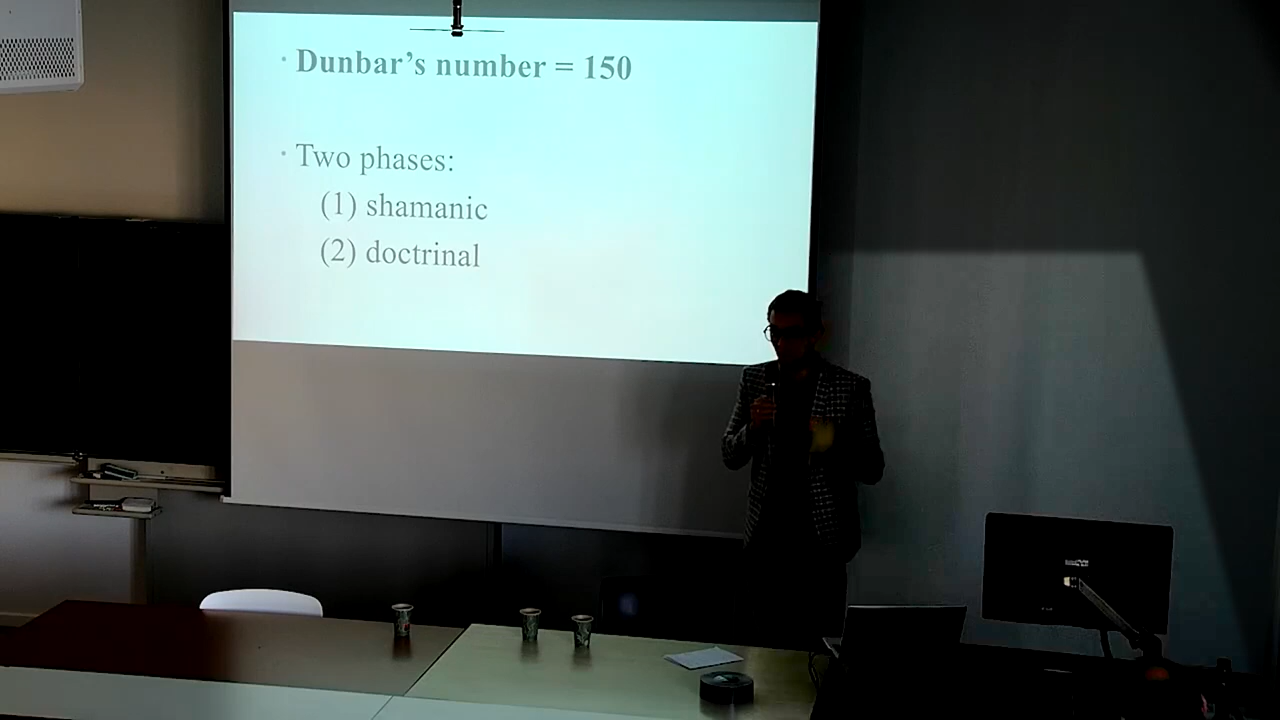 · Dunbar’s number = 150
· Two phases:
(1) shamanic
(2) doctrinal